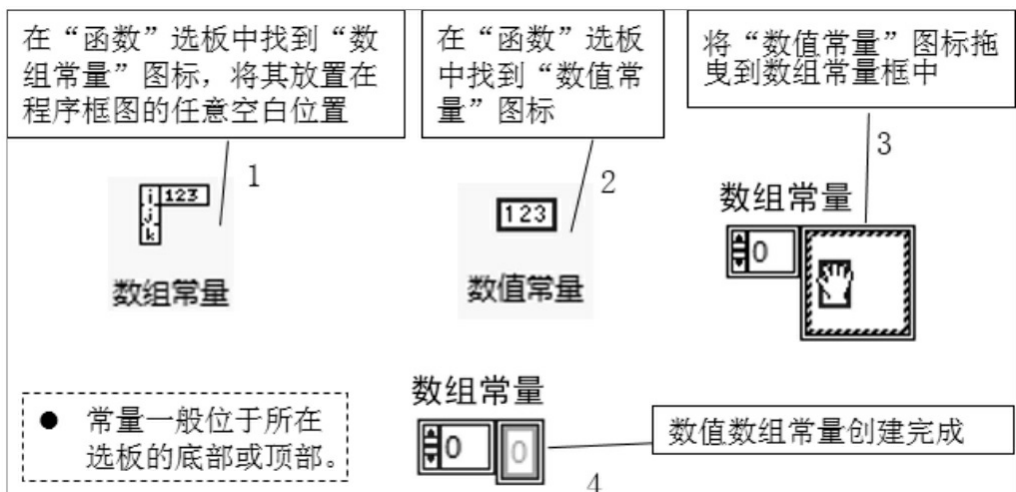 在“函数”选板中找到“数
组常量”图标，将其放置在
程序框图的任意空白位置
在“函数”选板
中找到“数值常
量”图标
将“数值常量”图标拖
曳到数组常量框中
1
2
3
i 123
j
k
数组常量
123
数值常量
数组常量
0
数组常量
0
0
● 常量一般位于所在
选板的底部或顶部。
数值数组常量创建完成
4